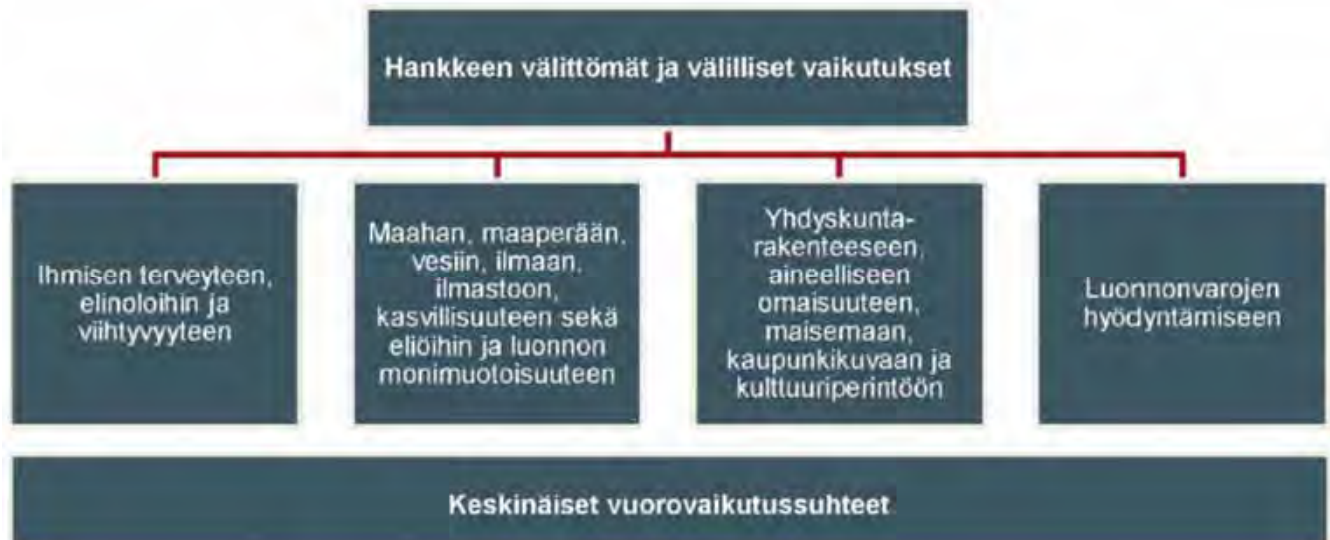 Hankkeen välittömät ja välilliset vaikutukset
Ihmisen terveyteen,
elinoloihin ja
viihtyvyyteen
Maahan, maaperään,
vesiin, ilmaan,
ilmastoon,
kasvillisuuteen sekä
eliöihin ja luonnon
monimuotoisuuteen
Yhdyskunta-
rakenteeseen,
aineelliseen
omaisuuteen,
maisemaan,
kaupunkikuvaan ja
kulttuuriperintöön
Luonnonvarojen
hyödyntämiseen
Keskinäiset vuorovaikutussuhteet